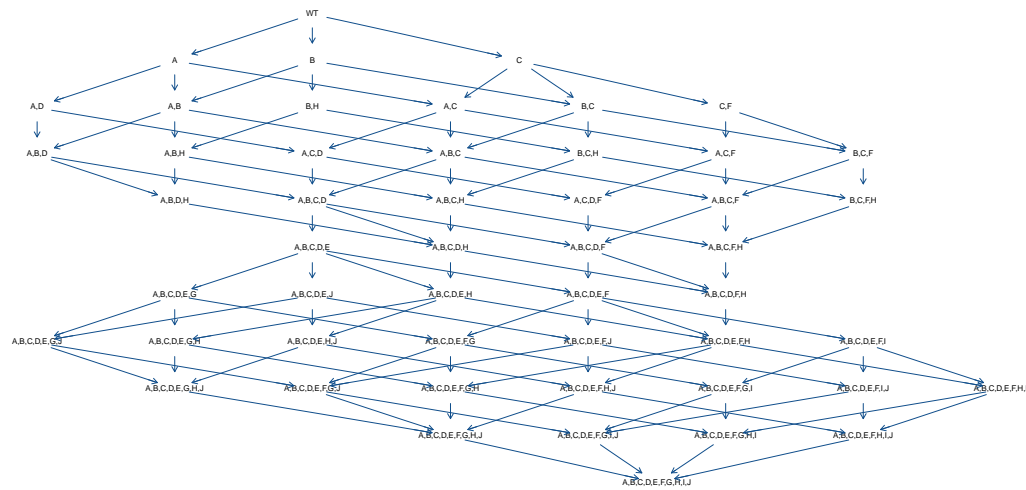 WT
A B C
A,D A,B B,H A,C B,C C,F
A,B,D A,B,H A,C,D A,B,C B,C,H A,C,F B,C,F
A,B,D,H A,B,C,D A,B,C,H A,C,D,F A,B,C,F B,C,F,H
A,B,C,D,E A,B,C,D,H A,B,C,D,F A,B,C,F,H
A,B,C,D,E,G A,B,C,D,E,J A,B,C,D,E,H A,B,C,D,E,F A,B,C,D,F,H
A,B,C,D,E,G,J A,B,C,D,E,G,H A,B,C,D,E,H,J A,B,C,D,E,F,G A,B,C,D,E,F,J A,B,C,D,E,F,H A,B,C,D,E,F,I
A,B,C,D,E,G,H,J A,B,C,D,E,F,G,J A,B,C,D,E,F,G,H A,B,C,D,E,F,H,J A,B,C,D,E,F,G,I A,B,C,D,E,F,I,J A,B,C,D,E,F,H,I
A,B,C,D,E,F,G,H,J A,B,C,D,E,F,G,I,J A,B,C,D,E,F,G,H,I A,B,C,D,E,F,H,I,J
A,B,C,D,E,F,G,H,I,J